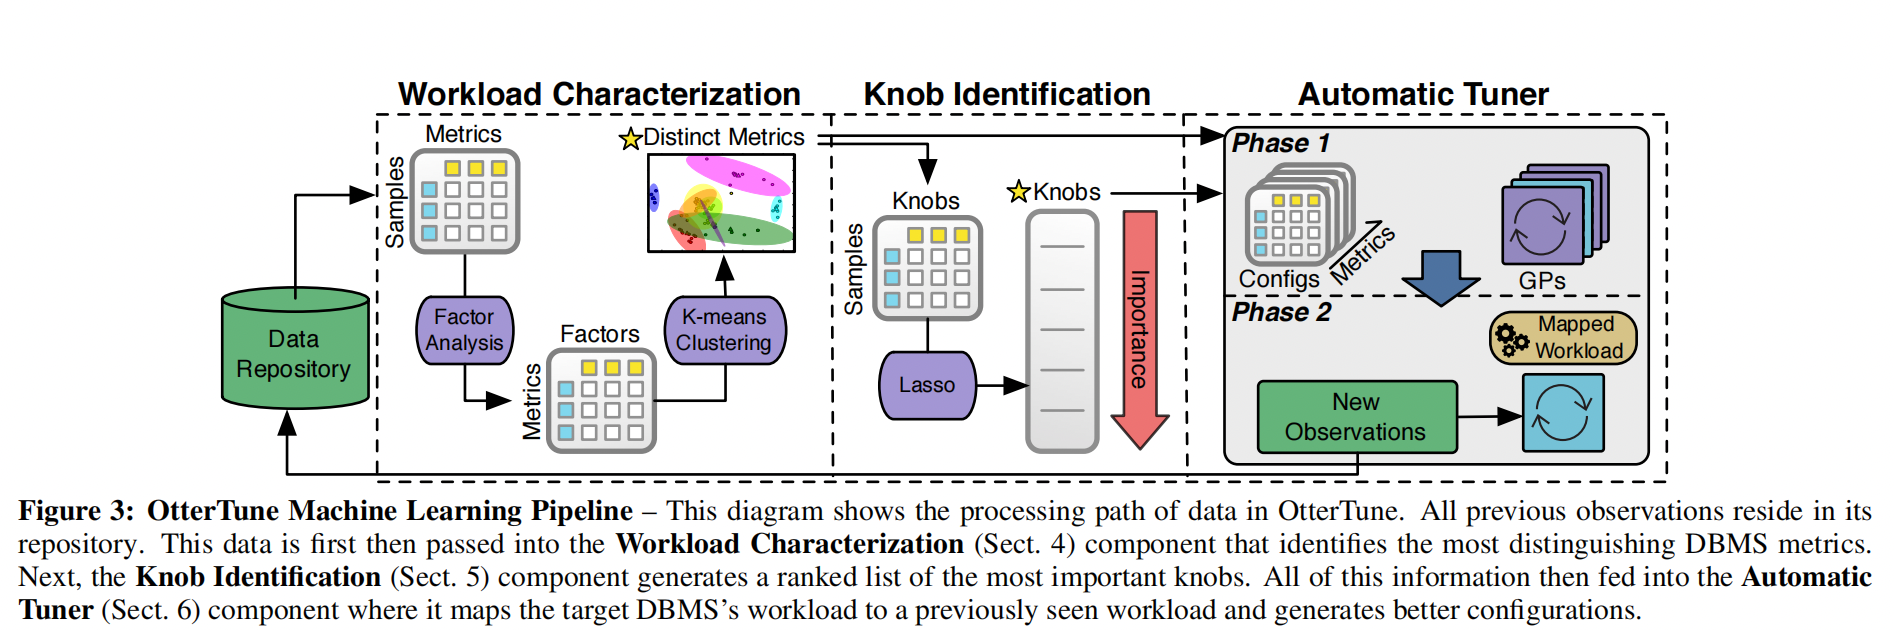 Workload Characterization
Knob Identification
Automatic Tuner
Metrics
Samples
Distinct Metrics
Data
Repository
Factor
Analysis
Factors
Metrics
K-means
Clustering
Knobs
Samples
Lasso
Knobs
Importance
Phase 1
Configs
Metrics
GPs
Phase 2
Mapped
Workload
New
Observations
Figure 3: OtterTune Machine Learning Pipeline – This diagram shows the processing path of data in OtterTune. All previous observations reside in its
repository. This data is first then passed into the Workload Characterization (Sect. 4) component that identifies the most distinguishing DBMS metrics.
Next, the Knob Identification (Sect. 5) component generates a ranked list of the most important knobs. All of this information then fed into the Automatic
Tuner (Sect. 6) component where it maps the target DBMS's workload to a previously seen workload and generates better configurations.